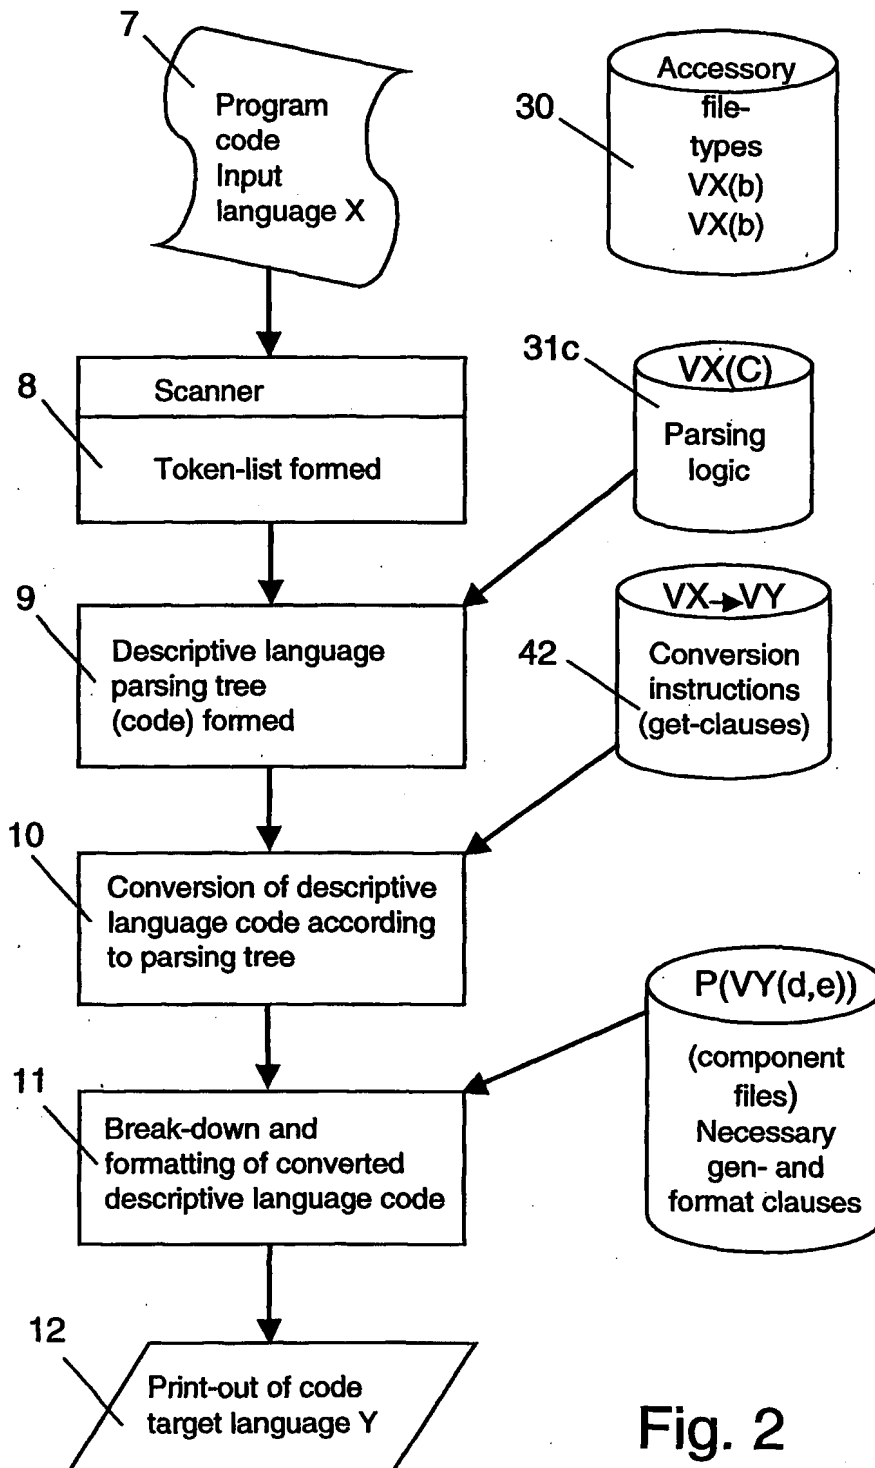 7
Program
code
Input
language X
30
Accessory
file-
types
VX(b)
VX(b)
8
Scanner
Token-list formed
31c
VX(C)
Parsing
logic
9
Descriptive language
parsing tree
(code) formed
42
VX→VY
Conversion
instructions
(get-clauses)
10
Conversion of descriptive
language code according
to parsing tree
P(VY(d,e))
(component
files)
Necessary
gen- and
format clauses
11
Break-down and
formatting of converted
descriptive language code
12
Print-out of code
target language Y
Fig. 2